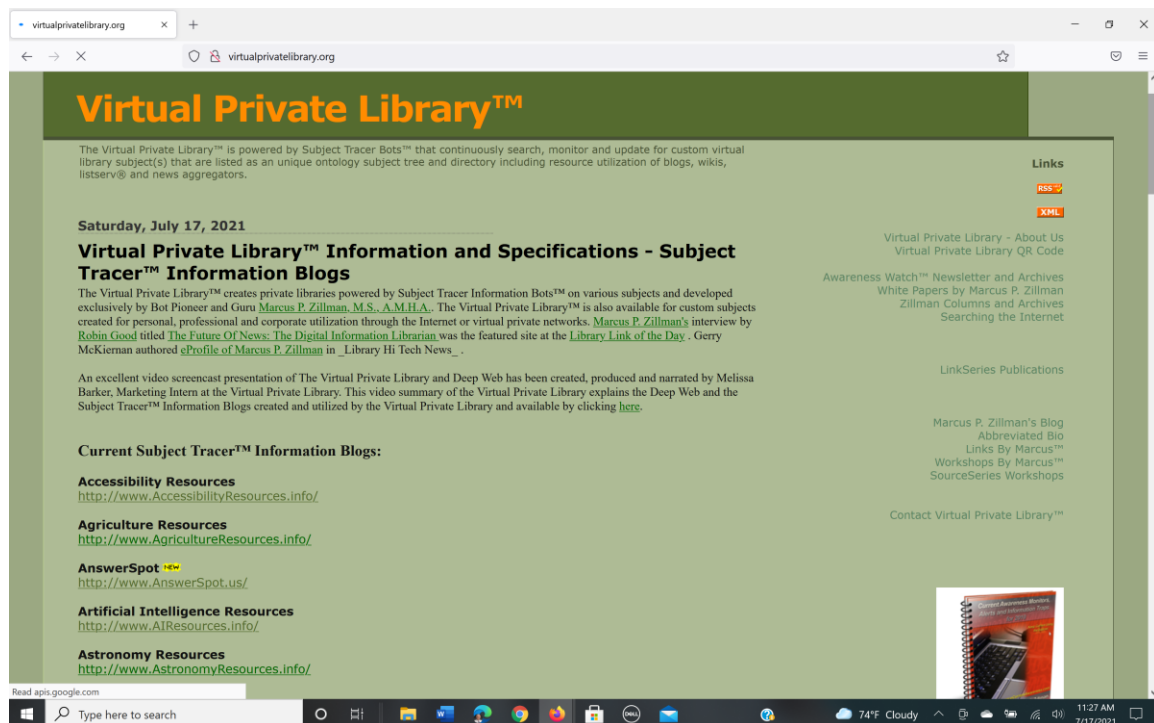 virtualprivatelibrary.org
virtualprivatelibrary.org
Virtual Private Library™
The Virtual Private Library™ is powered by Subject Tracer Bots™ that continuously search, monitor and update for custom virtual
library subject(s) that are listed as an unique ontology subject tree and directory including resource utilization of blogs, wikis,
listserv® and news aggregators.
Saturday, July 17, 2021
Virtual Private Library™ Information and Specifications - Subject
Tracer™ Information Blogs
The Virtual Private Library™ creates private libraries powered by Subject Tracer Information Bots™ on various subjects and developed
exclusively by Bot Pioneer and Guru Marcus P. Zillman, M.S., A.M.H.A.. The Virtual Private Library™ is also available for custom subjects
created for personal, professional and corporate utilization through the Internet or virtual private networks. Marcus P. Zillman's interview by
Robin Good titled The Future Of News: The Digital Information Librarian was the featured site at the Library Link of the Day . Gerry
McKiernan authored eProfile of Marcus P. Zillman in _Library Hi Tech News_ .
An excellent video screencast presentation of The Virtual Private Library and Deep Web has been created, produced and narrated by Melissa
Barker, Marketing Intern at the Virtual Private Library. This video summary of the Virtual Private Library explains the Deep Web and the
Subject Tracer™ Information Blogs created and utilized by the Virtual Private Library and available by clicking here.
Current Subject Tracer™ Information Blogs:
Accessibility Resources
http://www.AccessibilityResources.info/
Agriculture Resources
http://www.AgricultureResources.info/
AnswerSpot NEW
http://www.AnswerSpot.us/
Artificial Intelligence Resources
http://www.AIResources.info/
Astronomy Resources
http://www.AstronomyResources.info/
Links
RSS
XML
Virtual Private Library - About Us
Virtual Private Library QR Code
Awareness Watch™ Newsletter and Archives
White Papers by Marcus P. Zillman
Zillman Columns and Archives
Searching the Internet
LinkSeries Publications
Marcus P. Zillman's Blog
Abbreviated Bio
Links By Marcus™
Workshops By Marcus™
SourceSeries Workshops
Contact Virtual Private Library™
Current Awareness Monitors,
Read apis.google.com
Type here to search
DELL
74°F Cloudy
11:27 AM
7/17/2021